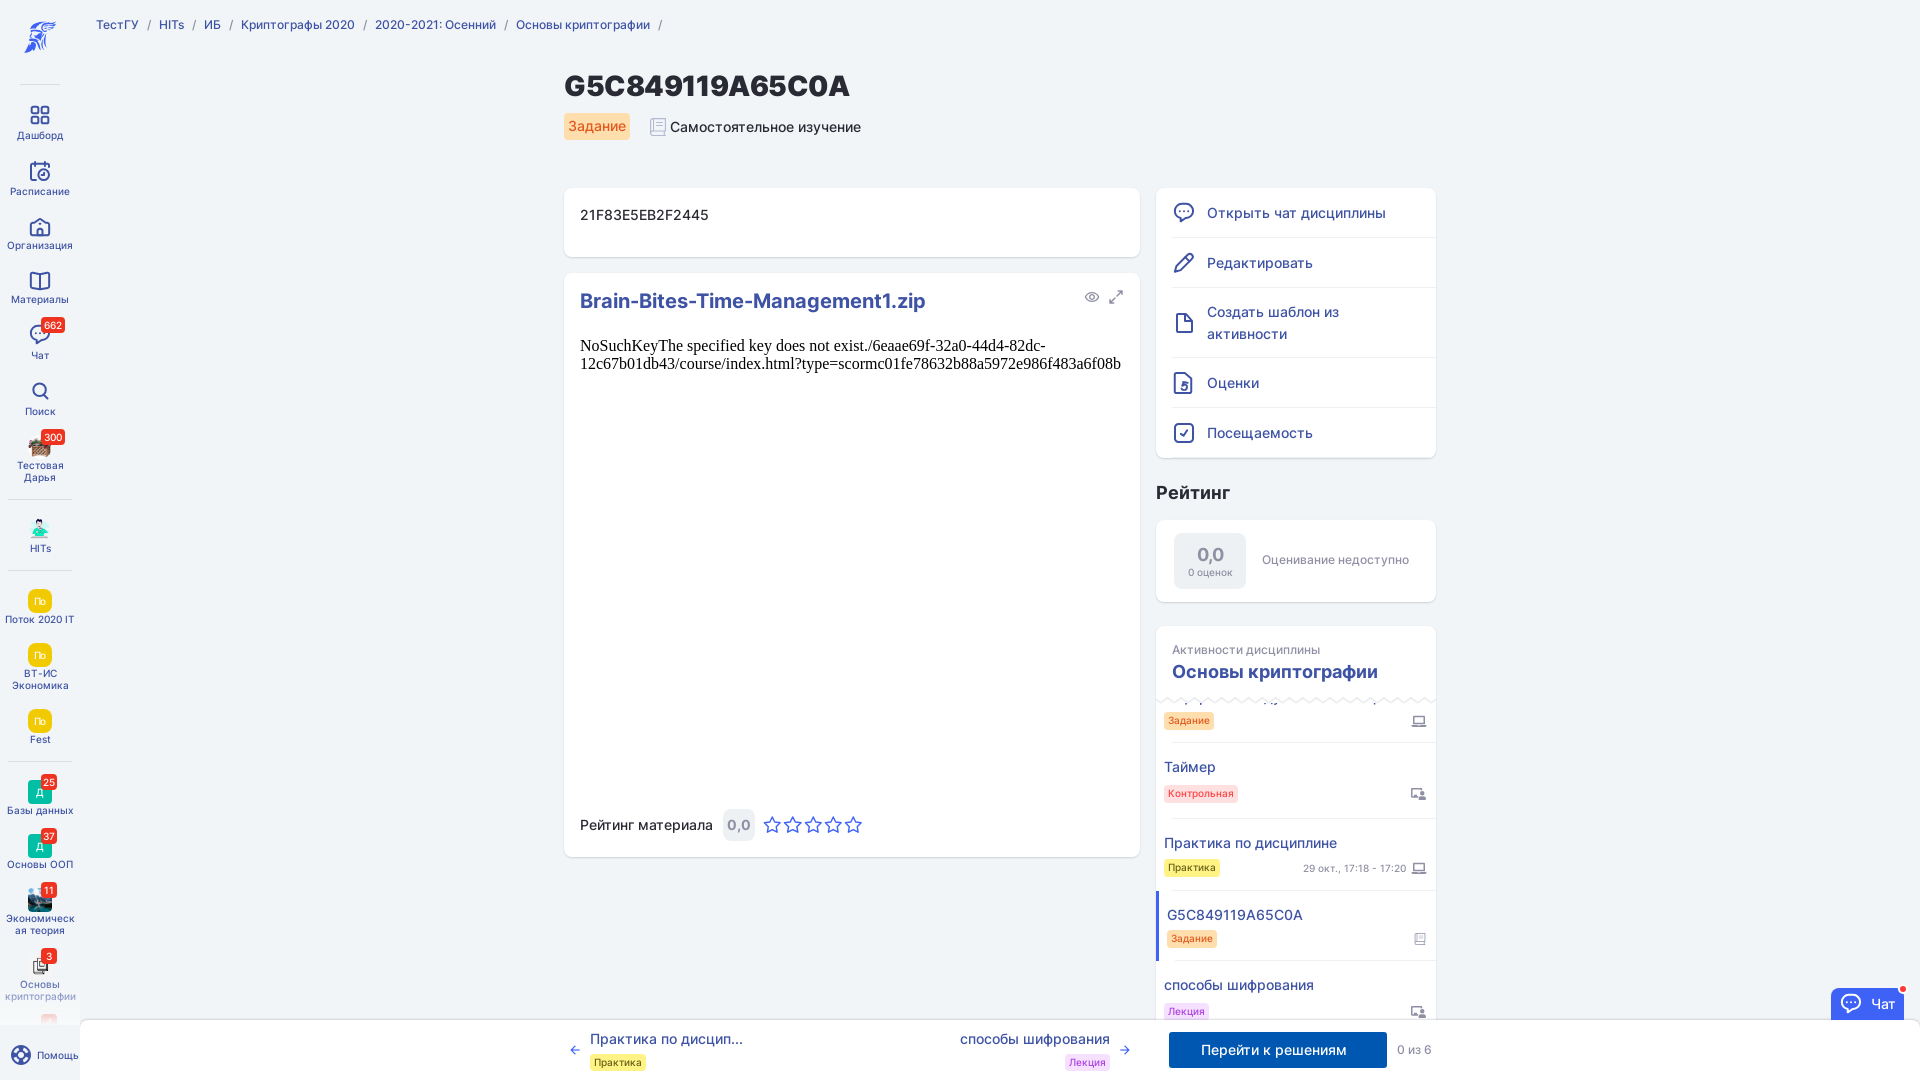 ТестГУ / HITs / ИБ / Криптографы 2020 / 2020-2021: Осенний / Основы криптографии /
G5C849119A65C0A
Задание
Самостоятельное изучение
Дашборд
Расписание
Организация
Материалы
662
Чат
Поиск
300
Тестовая
Дарья
HITs
По
Поток 2020 IT
По
ВТ-ИС
Экономика
По
Fest
25
Д
Базы данных
37
Д
Основы ООП
11
Экономическ
ая теория
3
Основы
криптографии
Помощь
21F83E5EB2F2445
Brain-Bites-Time-Management1.zip
NoSuchKeyThe specified key does not exist./6eaae69f-32a0-44d4-82dc-
12c67b01db43/course/index.html?type=scormc01fe78632b88a5972e986f483a6f08b
Рейтинг материала 0,0
Открыть чат дисциплины
Редактировать
Создать шаблон из
активности
Оценки
Посещаемость
Рейтинг
0,0
0 оценок
Оценивание недоступно
Активности дисциплины
Основы криптографии
Задание
Таймер
Контрольная
Практика по дисциплине
Практика
29 окт., 17:18 - 17:20
G5C849119A65C0A
Задание
способы шифрования
Лекция
Чат
Практика по дисцип...
Практика
способы шифрования
Лекция
Перейти к решениям
0 из 6